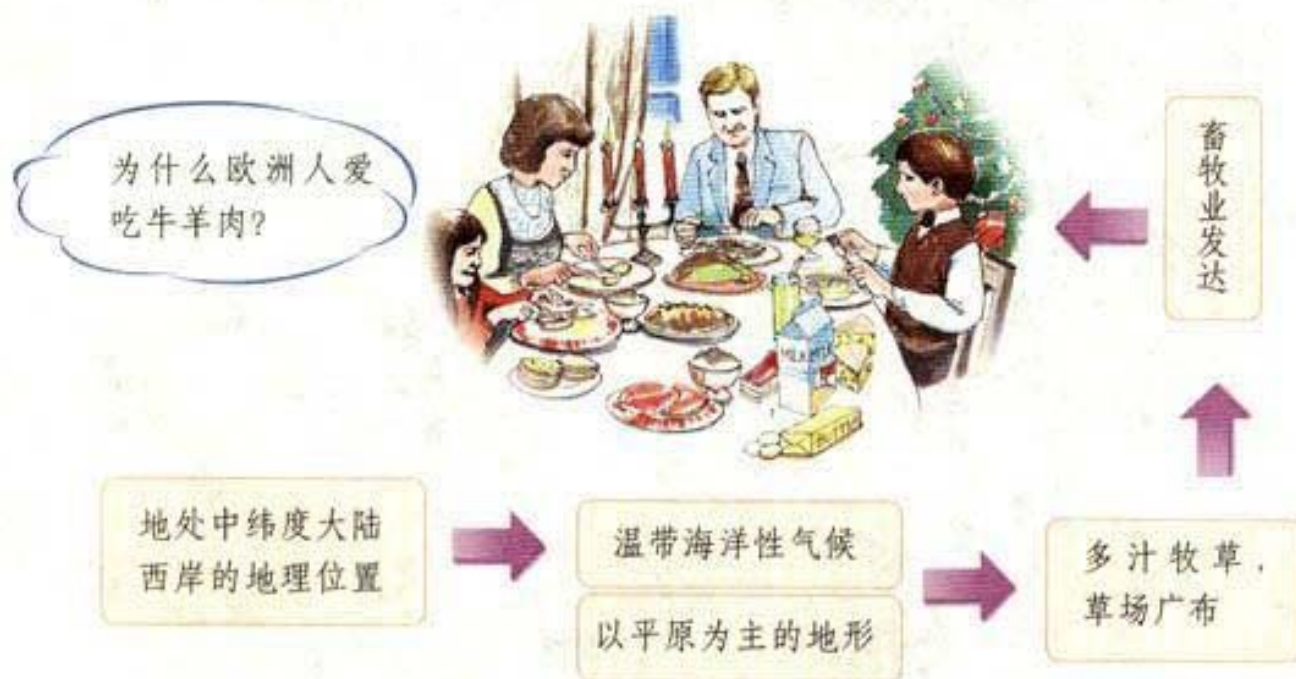 为什么欧洲人爱
吃牛羊肉?
畜牧业发达
MILK
BUTTER
地处中纬度大陆
西岸的地理位置
温带海洋性气候
以平原为主的地形
多汁牧草，
草场广布